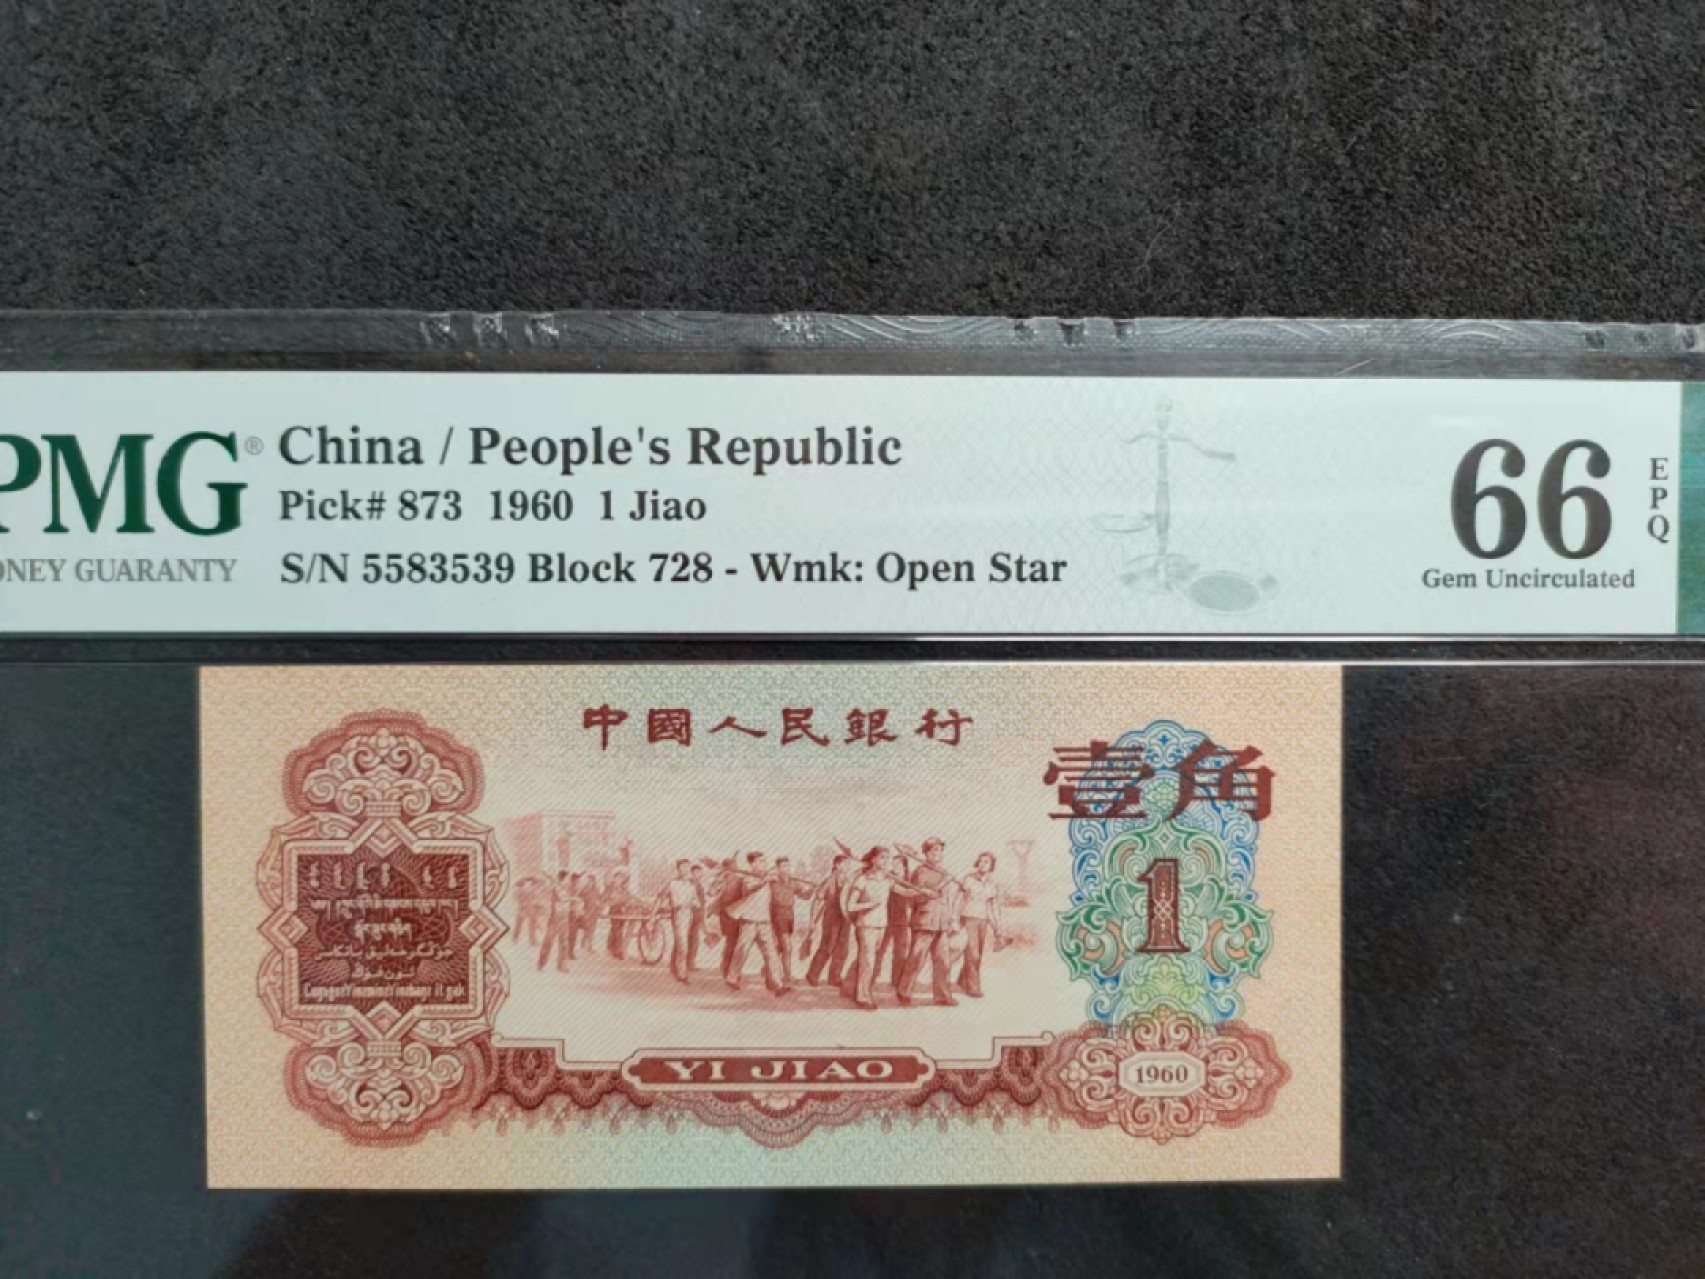 PMG® China / People's Republic
Pick# 873 1960 1 Jiao
S/N 5583539 Block 728 - Wmk: Open Star
ONEY GUARANTY
66 EPQ
Gem Uncirculated
中國人民銀行
壹角
1
YI JIAO
1960